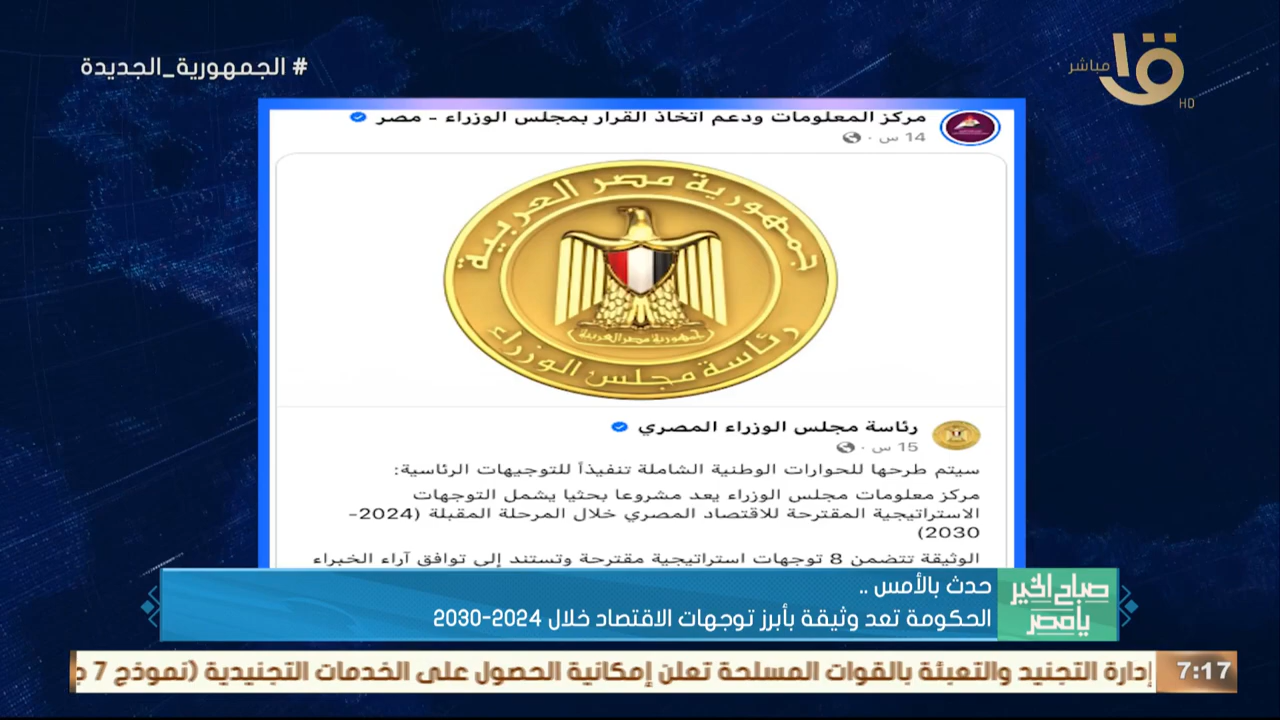 # الجمهورية_الجديدة
مباشر
HD
مركز المعلومات ودعم اتخاذ القرار بمجلس الوزراء - مصر
14 س ·
جمهورية مصر العربية
جمهورية مصر العربية
رئاسة مجلس الوزراء
رئاسة مجلس الوزراء المصري
15 س ·
سيتم طرحها للحوارات الوطنية الشاملة تنفيذاً للتوجيهات الرئاسية:
مركز معلومات مجلس الوزراء يعد مشروعا بحثيا يشمل التوجهات
الاستراتيجية المقترحة للاقتصاد المصري خلال المرحلة المقبلة (2024-
2030)
الوثيقة تتضمن 8 توجهات استراتيجية مقترحة وتستند إلى توافق آراء الخبراء
صباح الخير
يا مصر
حدث بالأمس ..
الحكومة تعد وثيقة بأبرز توجهات الاقتصاد خلال 2024-2030
7:17
إدارة التجنيد والتعبئة بالقوات المسلحة تعلن إمكانية الحصول على الخدمات التجنيدية (نموذج 7